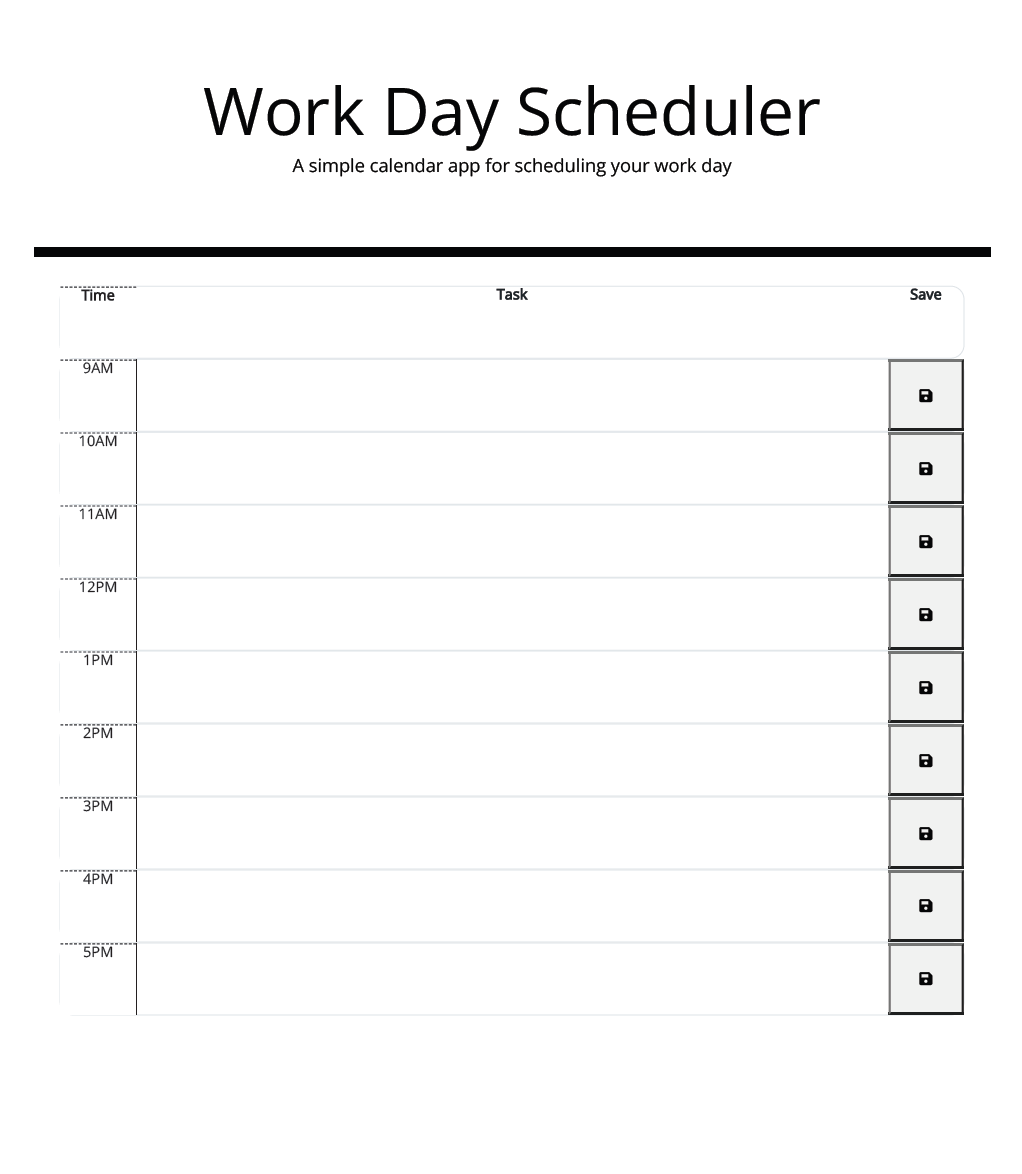 Work Day Scheduler
A simple calendar app for scheduling your work day
Time Task Save
9AM
10AM
11AM
12PM
1PM
2PM
3PM
4PM
5PM